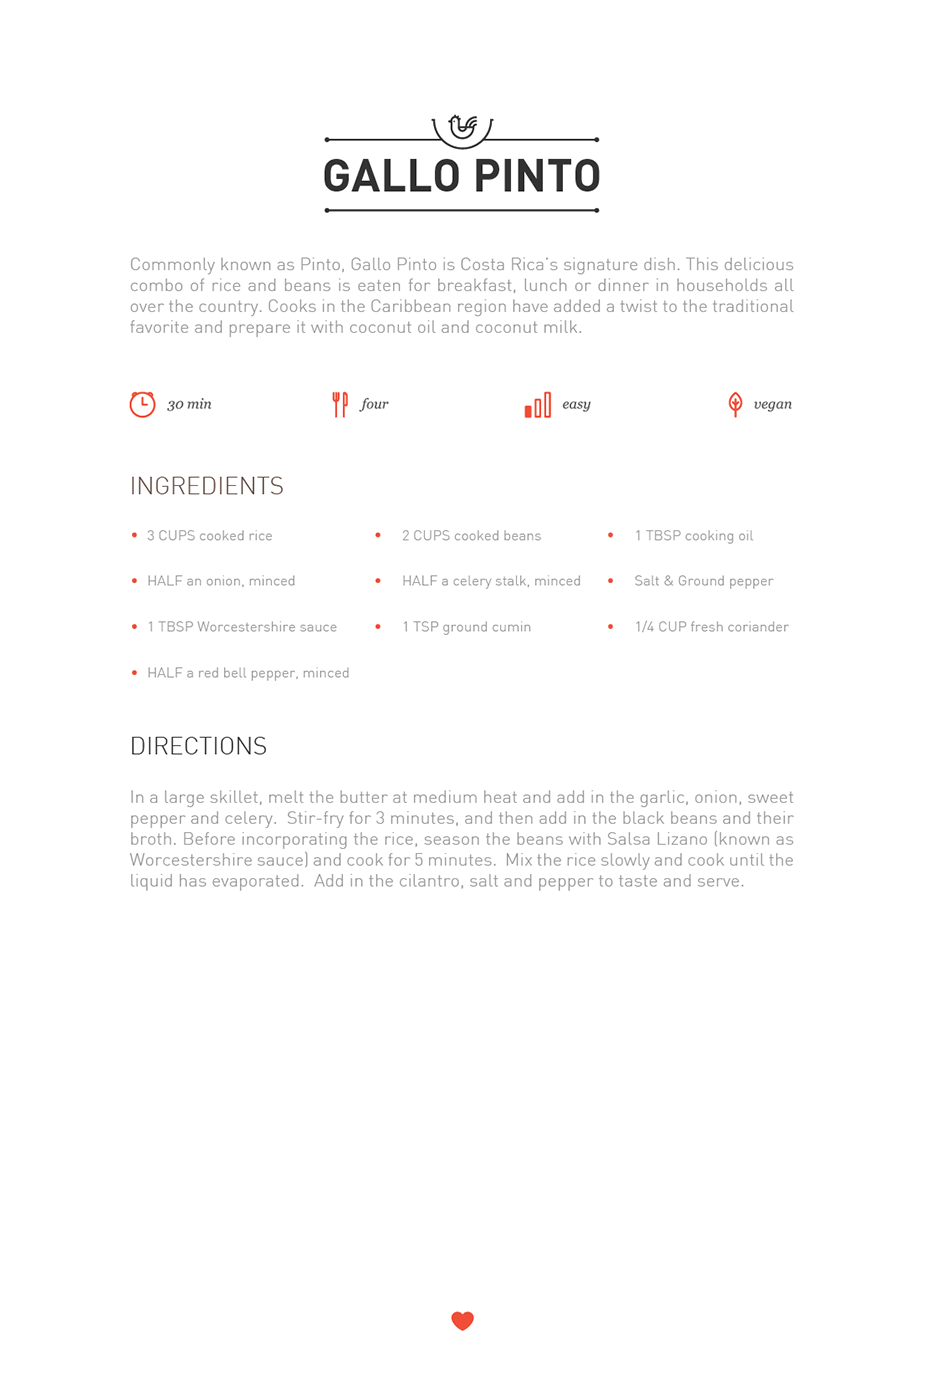 GALLO PINTO
Commonly known as Pinto, Gallo Pinto is Costa Rica's signature dish. This delicious
combo of rice and beans is eaten for breakfast, lunch or dinner in households all
over the country. Cooks in the Caribbean region have added a twist to the traditional
favorite and prepare it with coconut oil and coconut milk.
30 min four easy vegan
INGREDIENTS
• 3 CUPS cooked rice • 2 CUPS cooked beans • 1 TBSP cooking oil
• HALF an onion, minced • HALF a celery stalk, minced • Salt & Ground pepper
• 1 TBSP Worcestershire sauce • 1 TSP ground cumin • 1/4 CUP fresh coriander
• HALF a red bell pepper, minced
DIRECTIONS
In a large skillet, melt the butter at medium heat and add in the garlic, onion, sweet
pepper and celery.  Stir-fry for 3 minutes, and then add in the black beans and their
broth. Before incorporating the rice, season the beans with Salsa Lizano (known as
Worcestershire sauce) and cook for 5 minutes.  Mix the rice slowly and cook until the
liquid has evaporated.  Add in the cilantro, salt and pepper to taste and serve.